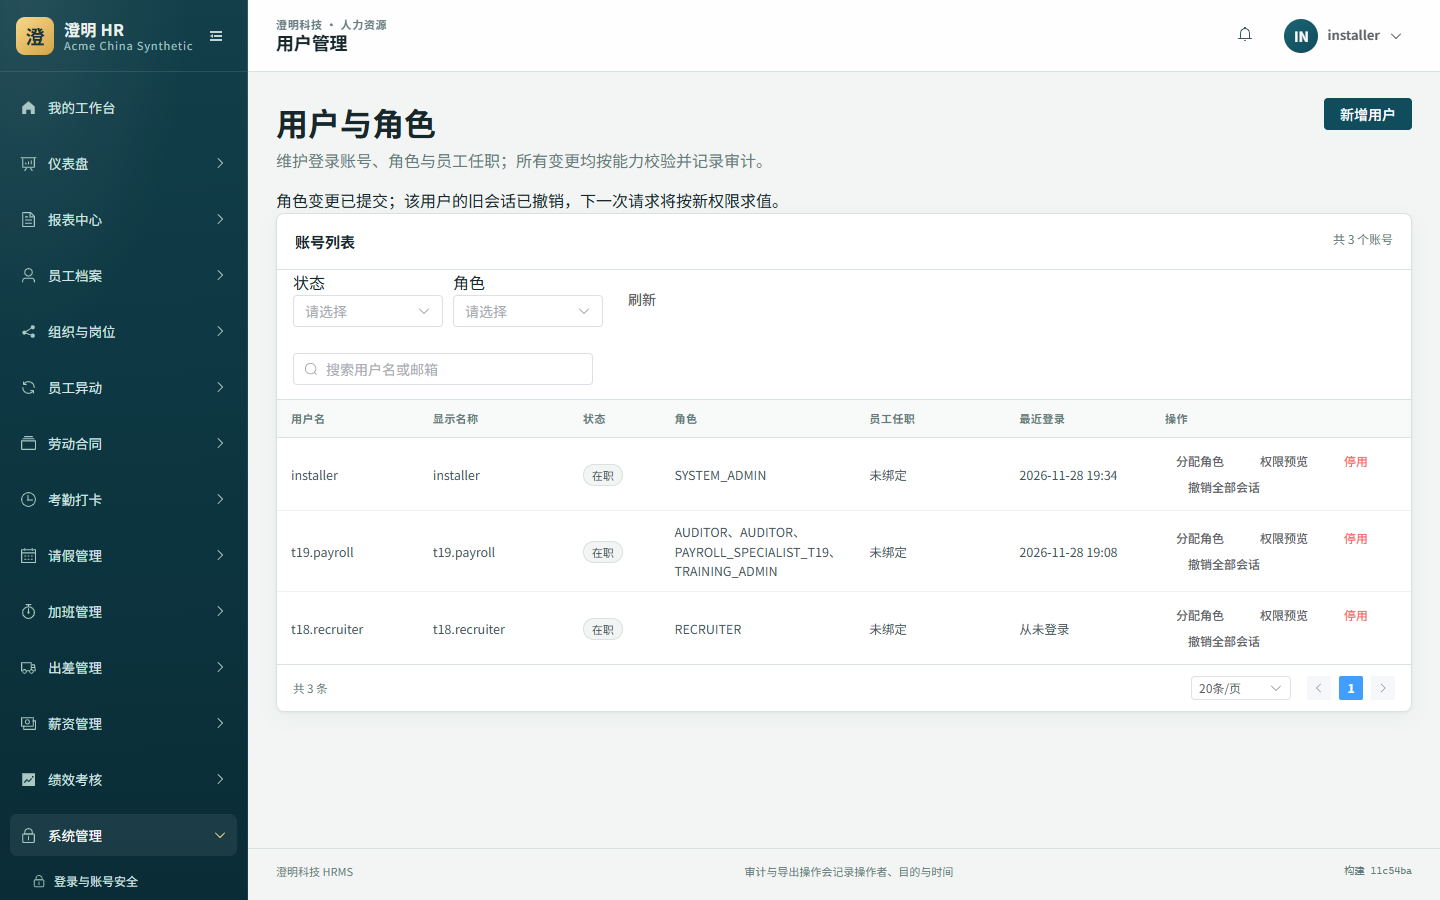 澄
澄明 HR
Acme China Synthetic
我的工作台
仪表盘
报表中心
员工档案
组织与岗位
员工异动
劳动合同
考勤打卡
请假管理
加班管理
出差管理
薪资管理
绩效考核
系统管理
登录与账号安全
澄明科技 · 人力资源
用户管理
IN
installer
用户与角色
新增用户
维护登录账号、角色与员工任职；所有变更均按能力校验并记录审计。
角色变更已提交；该用户的旧会话已撤销，下一次请求将按新权限求值。
账号列表
共 3 个账号
状态
角色
请选择
请选择
刷新
搜索用户名或邮箱
用户名 显示名称 状态 角色 员工任职 最近登录 操作
installer installer 在职 SYSTEM_ADMIN 未绑定 2026-11-28 19:34 分配角色 权限预览 停用
撤销全部会话
AUDITOR、AUDITOR、
t19.payroll t19.payroll 在职 PAYROLL_SPECIALIST_T19、 未绑定 2026-11-28 19:08 分配角色 权限预览 停用
TRAINING_ADMIN 撤销全部会话
t18.recruiter t18.recruiter 在职 RECRUITER 未绑定 从未登录 分配角色 权限预览 停用
撤销全部会话
共 3 条
20条/页
1
澄明科技 HRMS
审计与导出操作会记录操作者、目的与时间
构建 11c54ba